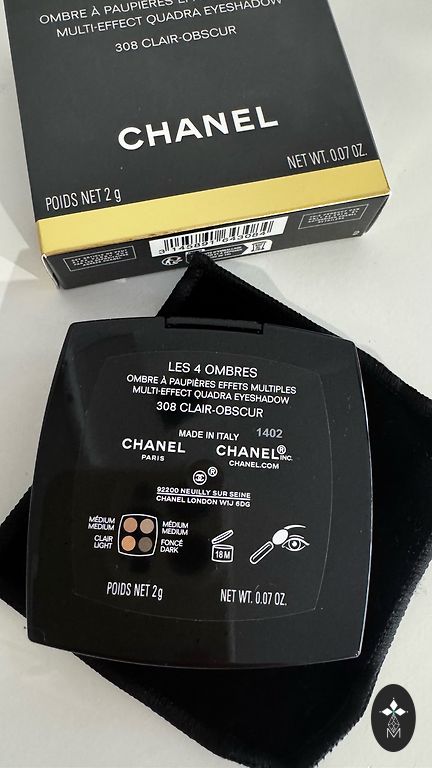 OMBRE À PAUPIÈRES
MULTI-EFFECT QUADRA EYESHADOW
308 CLAIR-OBSCUR
CHANEL
POIDS NET 2 g
NET WT. 0.07 OZ.
LES 4 OMBRES
OMBRE À PAUPIÈRES EFFETS MULTIPLES
MULTI-EFFECT QUADRA EYESHADOW
308 CLAIR-OBSCUR
MADE IN ITALY 1402
CHANEL
PARIS
CHANEL® INC.
CHANEL.COM
®
92200 NEUILLY SUR SEINE
CHANEL LONDON W1J 6DG
MÉDIUM
MEDIUM
MÉDIUM
MEDIUM
CLAIR
LIGHT
FONCÉ
DARK
18M
POIDS NET 2g
NET WT. 0.07 OZ.
M